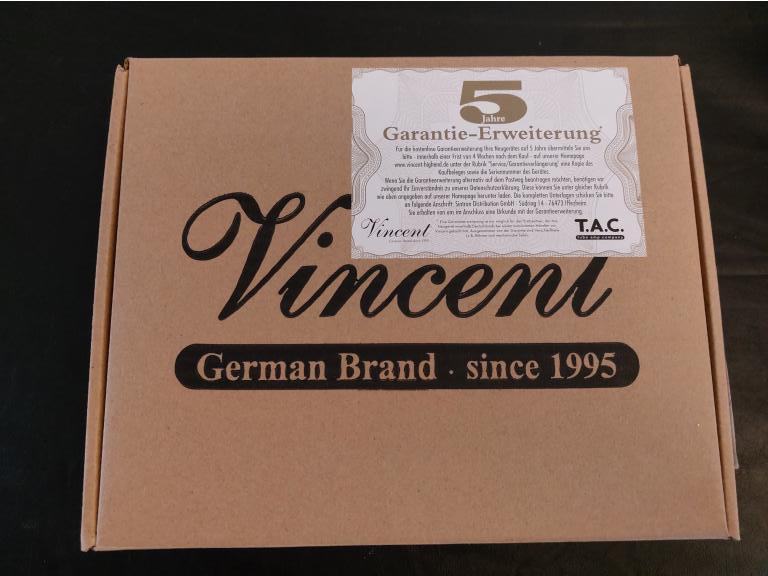 5
Jahre
Garantie-Erweiterung*
Für die kostenlose Garantieerweiterung Ihres Neugerätes auf 5 Jahre übermitteln Sie uns
bitte - innerhalb einer Frist von 4 Wochen nach dem Kauf - auf unserer Homepage
www.vincent-highend.de unter der Rubrik "Service/Garantieverlängerung" eine Kopie des
Kaufbeleges sowie die Seriennummer des Gerätes.
Wenn Sie die Garantieerweiterung alternativ auf dem Postweg beantragen möchten, benötigen wir
zwingend Ihr Einverständnis zu unserer Datenschutzerklärung. Diese können Sie unter gleicher Rubrik
wie oben angegeben auf unserer Homepage herunter laden. Die kompletten Unterlagen schicken Sie bitte
an folgende Anschrift: Sintron Distribution GmbH · Südring 14 · 76473 Iffezheim
Sie erhalten von uns im Anschluss eine Urkunde mit der Garantieerweiterung.
Vincent
T.A.C.
tube amp company
Vincent
German Brand · since 1995